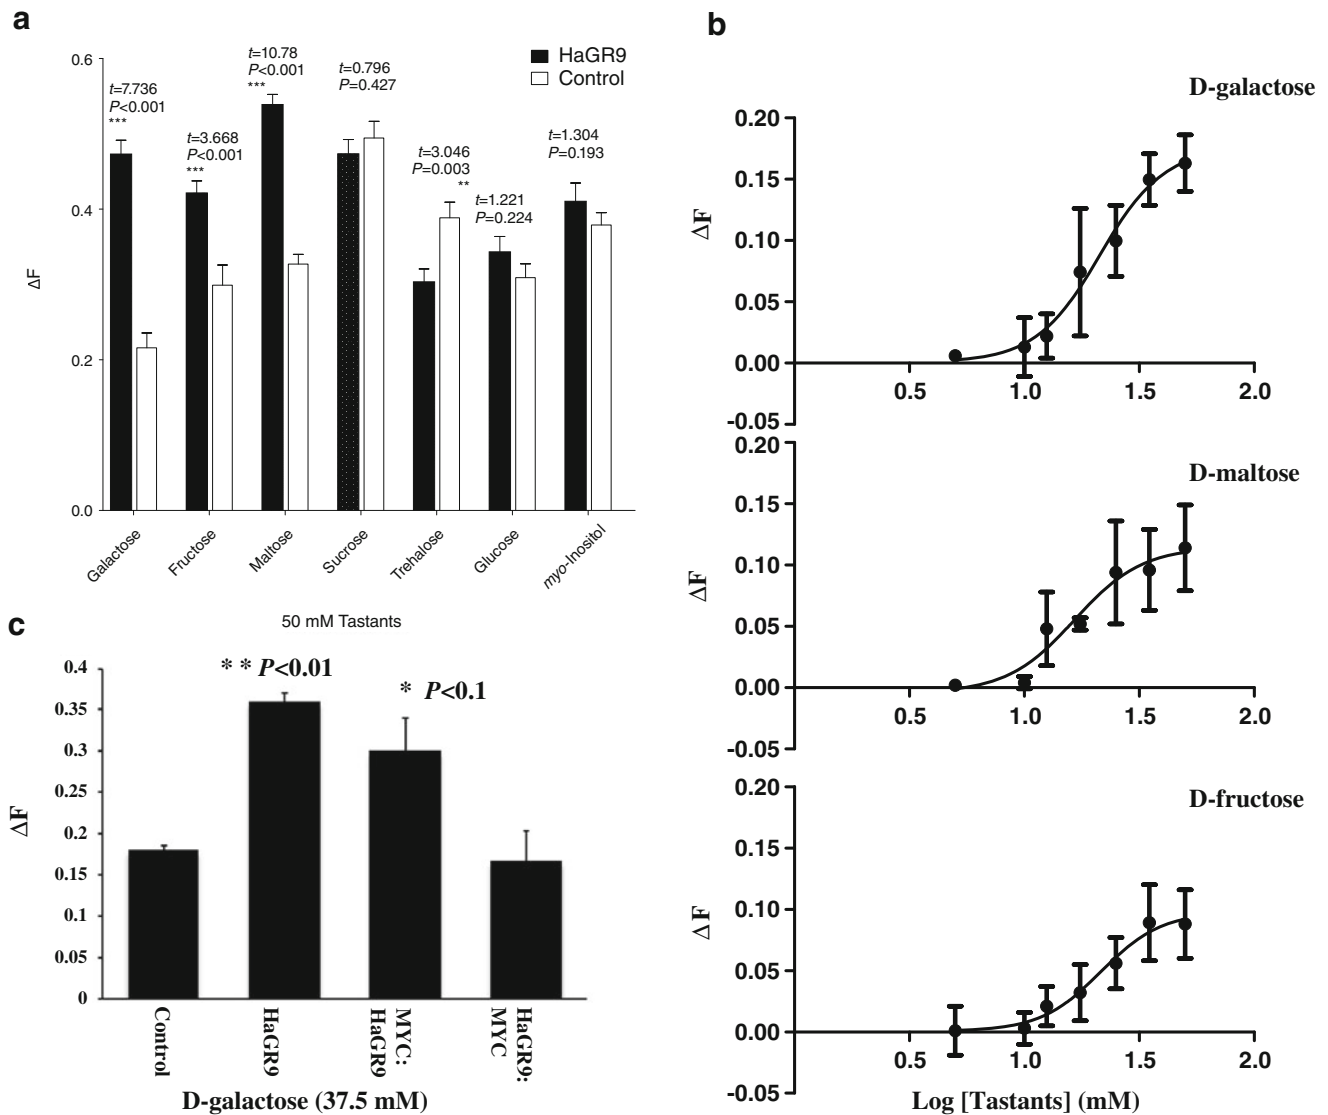 a
0.6
0.4
0.2
0.0
ΔF
t=7.736
P<0.001
***
t=3.668
P<0.001
***
t=10.78
P<0.001
***
t=0.796
P=0.427
t=3.046
P=0.003
**
t=1.221
P=0.224
t=1.304
P=0.193
HaGR9
Control
Galactose
Fructose
Maltose
Sucrose
Trehalose
Glucose
myo-Inositol
50 mM Tastants
b
D-galactose
0.20
0.15
0.10
0.05
0.00
-0.05
ΔF
0.5
1.0
1.5
2.0
D-maltose
0.20
0.15
0.10
0.05
0.00
-0.05
ΔF
0.5
1.0
1.5
2.0
D-fructose
0.20
0.15
0.10
0.05
0.00
-0.05
ΔF
0.5
1.0
1.5
2.0
Log [Tastants] (mM)
c
0.4
0.35
0.3
0.25
0.2
0.15
0.1
0.05
0
ΔF
* * P<0.01
* P<0.1
Control
HaGR9
MYC:
HaGR9
HaGR9:
MYC
D-galactose (37.5 mM)